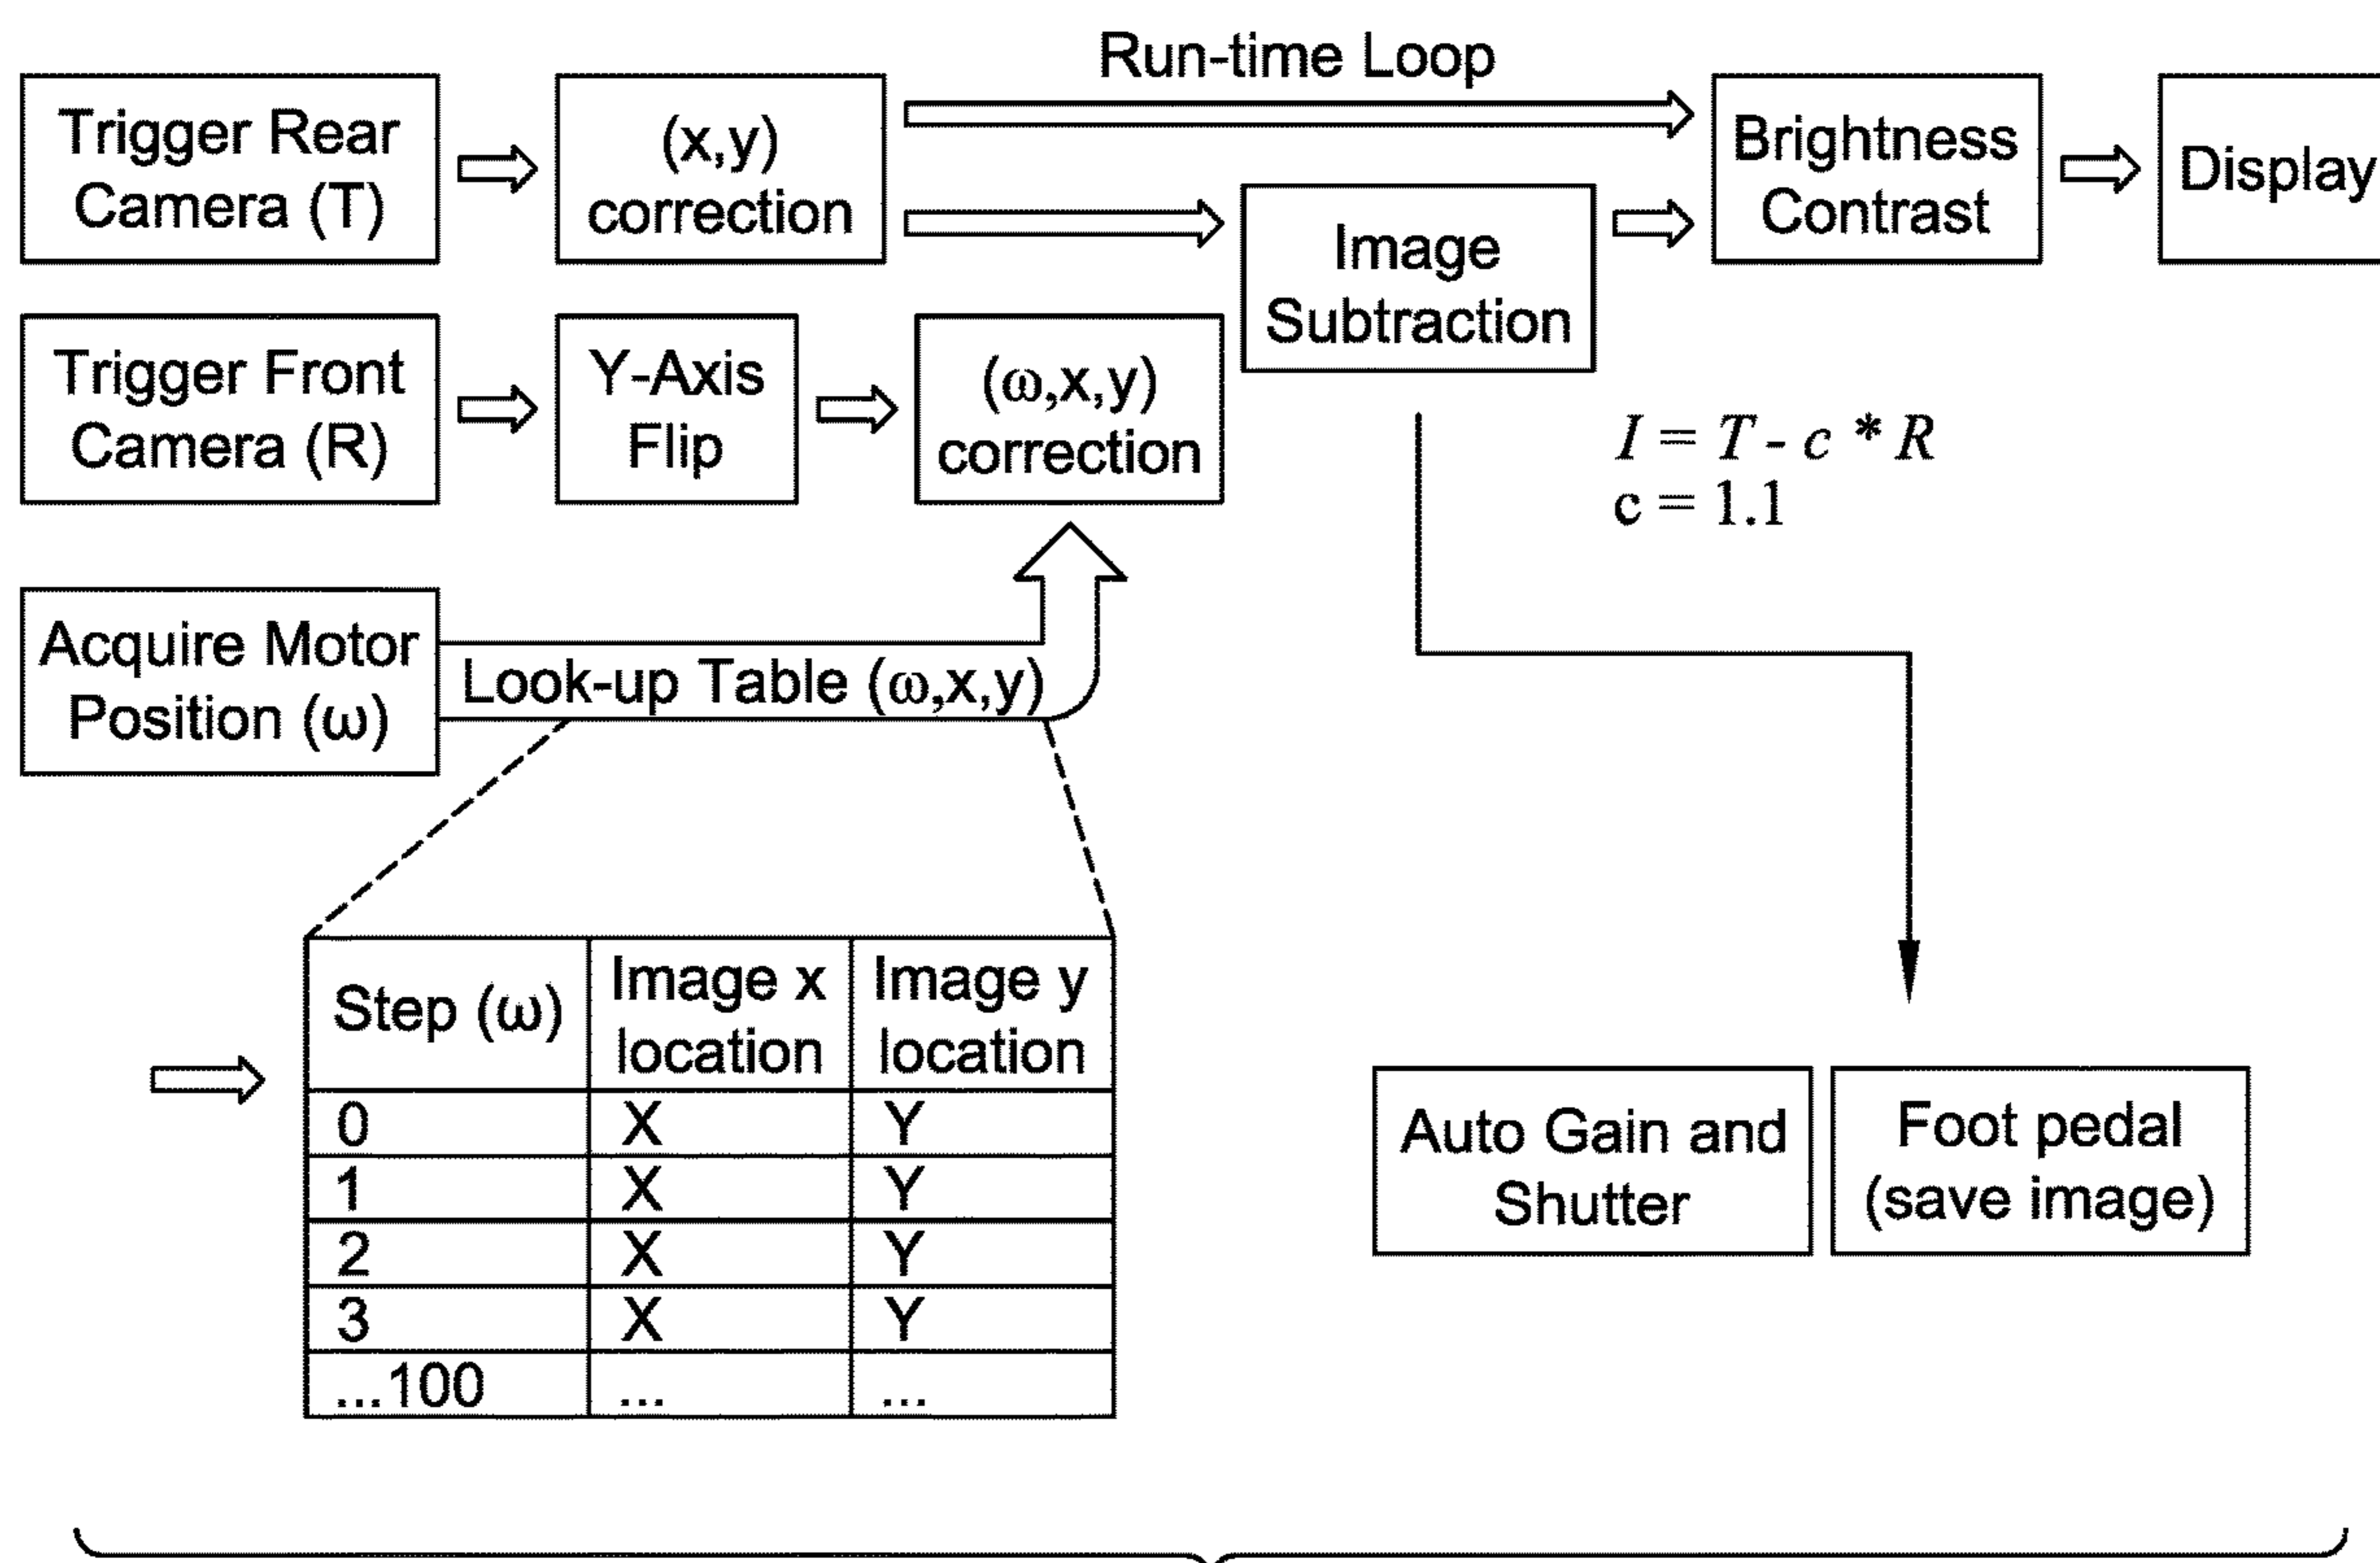 Run-time Loop
Trigger Rear
Camera (T)
(x,y)
correction
Brightness
Contrast
Display
Image
Subtraction
Trigger Front
Camera (R)
Y-Axis
Flip
(ω,x,y)
correction
I = T - c * R
c = 1.1
Acquire Motor
Position (ω)
Look-up Table (ω,x,y)
Step (ω)
Image x
location
Image y
location
0 X Y
1 X Y
2 X Y
3 X Y
...100 ... ...
Auto Gain and
Shutter
Foot pedal
(save image)